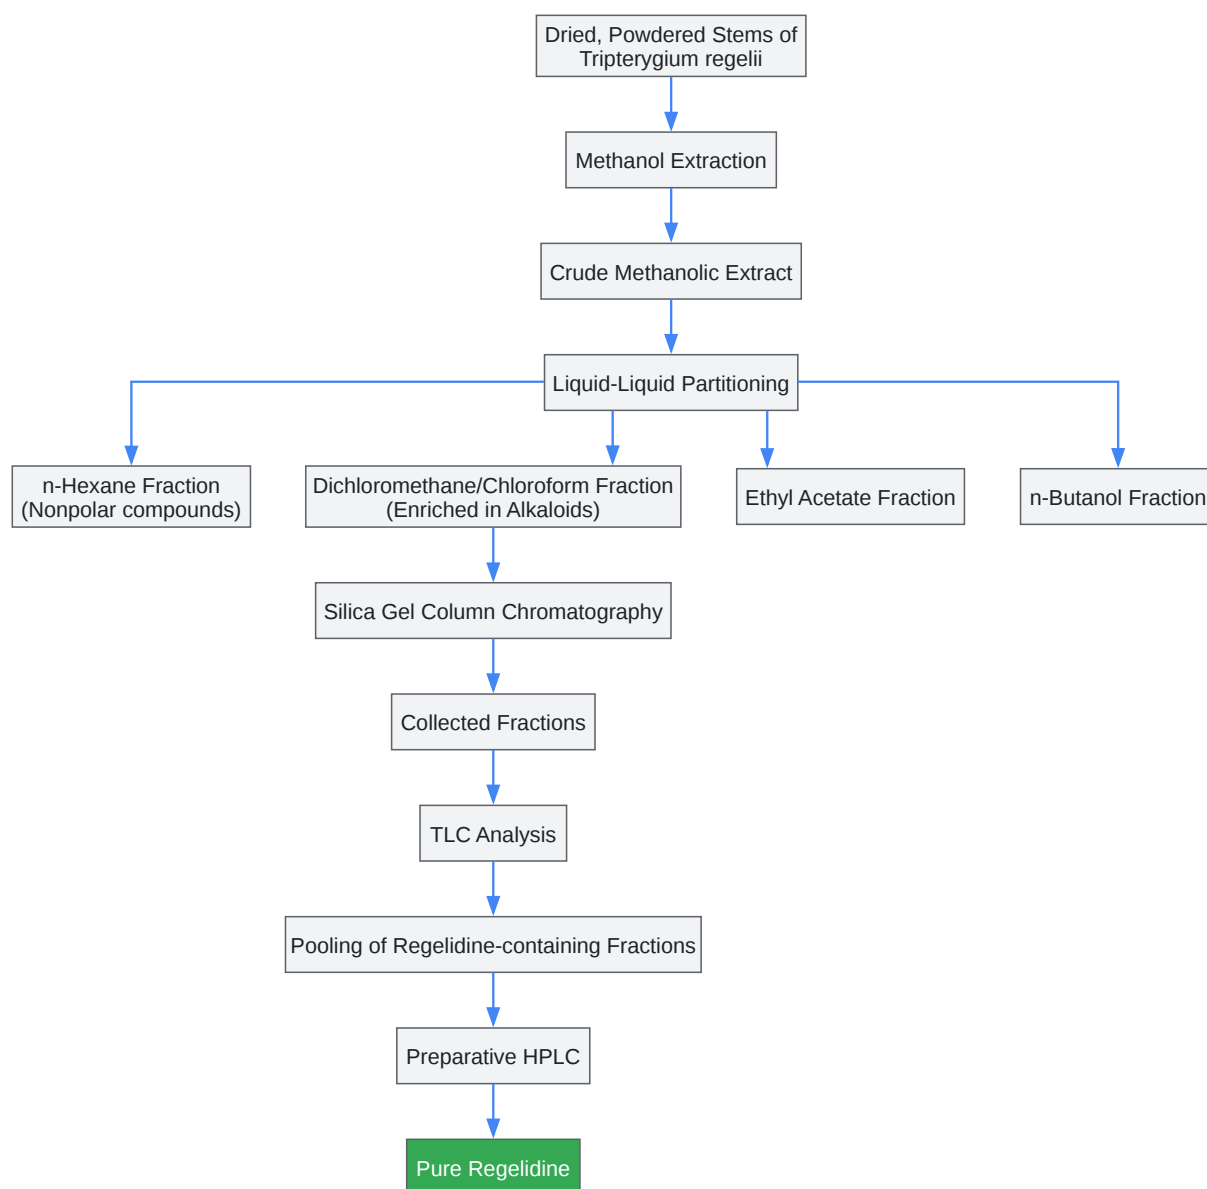 Dried, Powdered Stems of
Tripterygium regelii
Methanol Extraction
Crude Methanolic Extract
Liquid-Liquid Partitioning
n-Hexane Fraction
(Nonpolar compounds)
Dichloromethane/Chloroform Fraction
(Enriched in Alkaloids)
Ethyl Acetate Fraction
n-Butanol Fraction
Silica Gel Column Chromatography
Collected Fractions
TLC Analysis
Pooling of Regelidine-containing Fractions
Preparative HPLC
Pure Regelidine